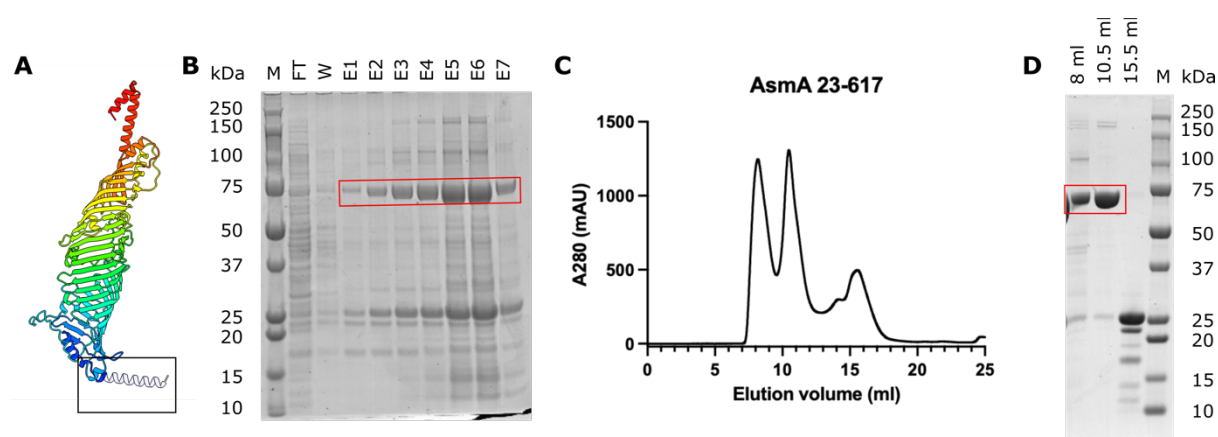 A
B
kDa
M
FT
W
E1
E2
E3
E4
E5
E6
E7
250
150
100
75
50
37
25
20
15
10
C
AsmA 23-617
A280 (mAU)
1500
1000
500
0
0 5 10 15 20 25
Elution volume (ml)
D
8 ml
10.5 ml
15.5 ml
M
kDa
250
150
100
75
50
37
25
20
15
10